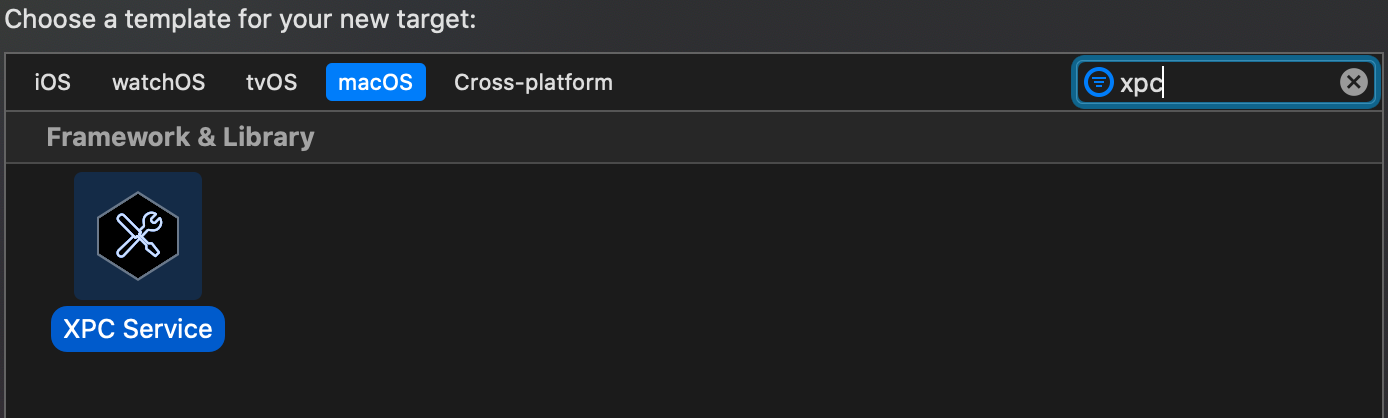 Choose a template for your new target:
iOS watchOS tvOS macOS Cross-platform xpc
Framework & Library
XPC Service